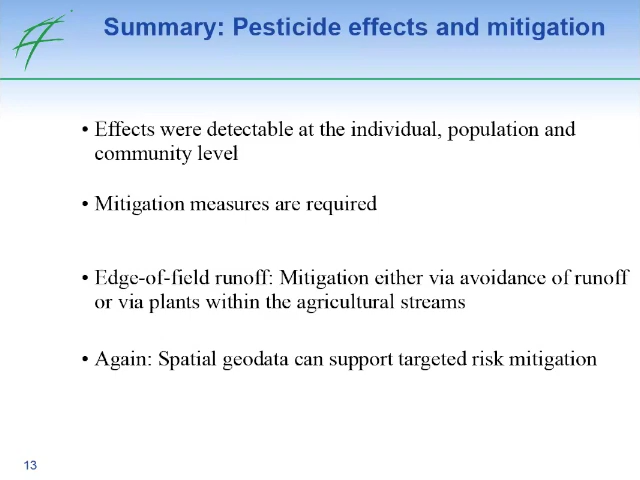 Summary: Pesticide effects and mitigation
• Effects were detectable at the individual, population and
community level
• Mitigation measures are required
• Edge-of-field runoff: Mitigation either via avoidance of runoff
or via plants within the agricultural streams
• Again: Spatial geodata can support targeted risk mitigation
13